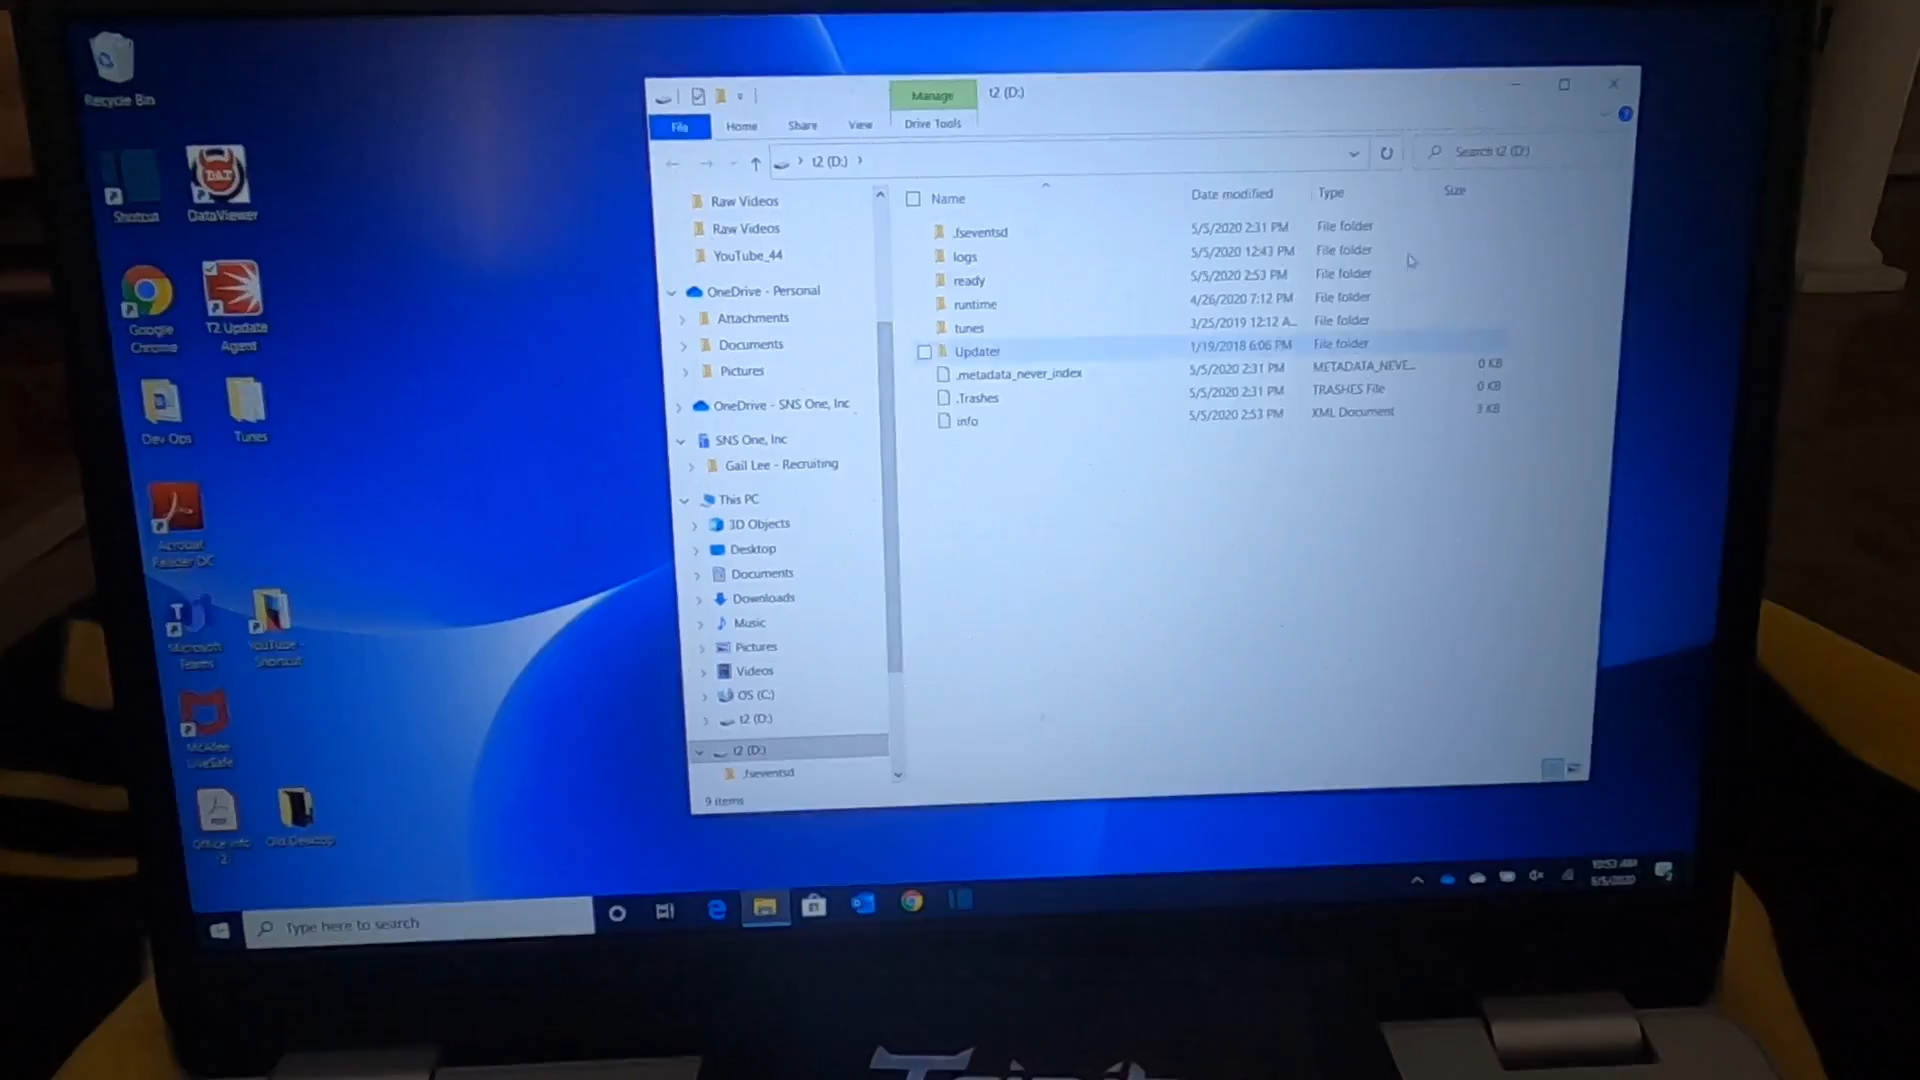 Recycle Bin
Shotcut
DataViewer
Google
Chrome
T2 Update
Agent
Dev Ops
Tunes
Acrobat
Reader DC
Microsoft
Teams
YouTube -
Shortcut
McAfee
LiveSafe
Office info
Old Desktop
Manage
t2 (D:)
File
Home
Share
View
Drive Tools
t2 (D:)
Search t2 (D:)
Raw Videos
Raw Videos
YouTube_44
OneDrive - Personal
Attachments
Documents
Pictures
OneDrive - SNS One, Inc
SNS One, Inc
Gail Lee - Recruiting
This PC
3D Objects
Desktop
Documents
Downloads
Music
Pictures
Videos
OS (C:)
t2 (D:)
t2 (D:)
.fseventsd
9 items
Name Date modified Type Size
.fseventsd 5/5/2020 2:31 PM File folder
logs 5/5/2020 12:43 PM File folder
ready 5/5/2020 2:53 PM File folder
runtime 4/26/2020 7:12 PM File folder
tunes 3/25/2019 12:12 A... File folder
Updater 1/19/2018 6:06 PM File folder
.metadata_never_index 5/5/2020 2:31 PM METADATA_NEVE... 0 KB
.Trashes 5/5/2020 2:31 PM TRASHES File 0 KB
info 5/5/2020 2:53 PM XML Document 3 KB
Type here to search
10:53 AM
5/5/2020